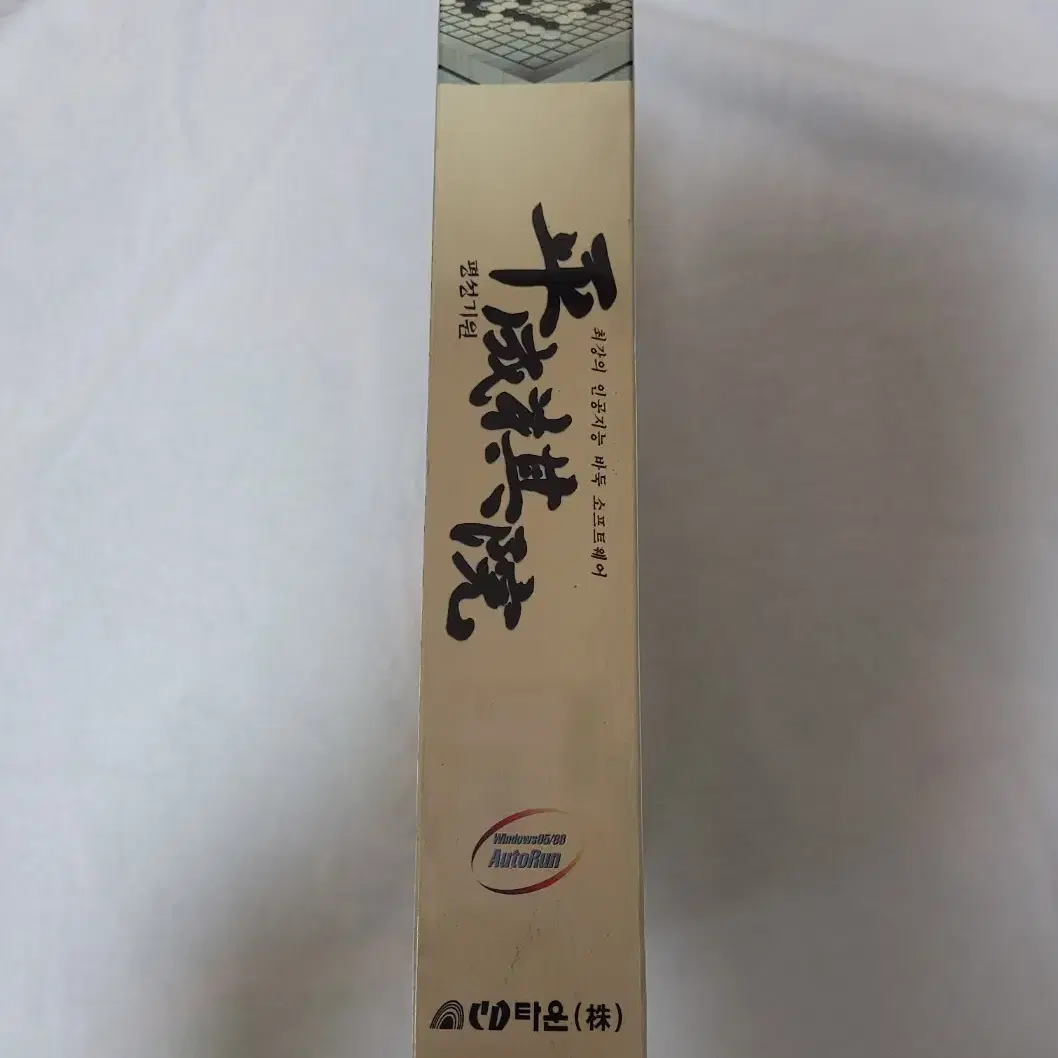 최강의 인공지능 바둑 소프트웨어
平成棋院
평성기원
Windows95/98
AutoRun
CD타운(株)